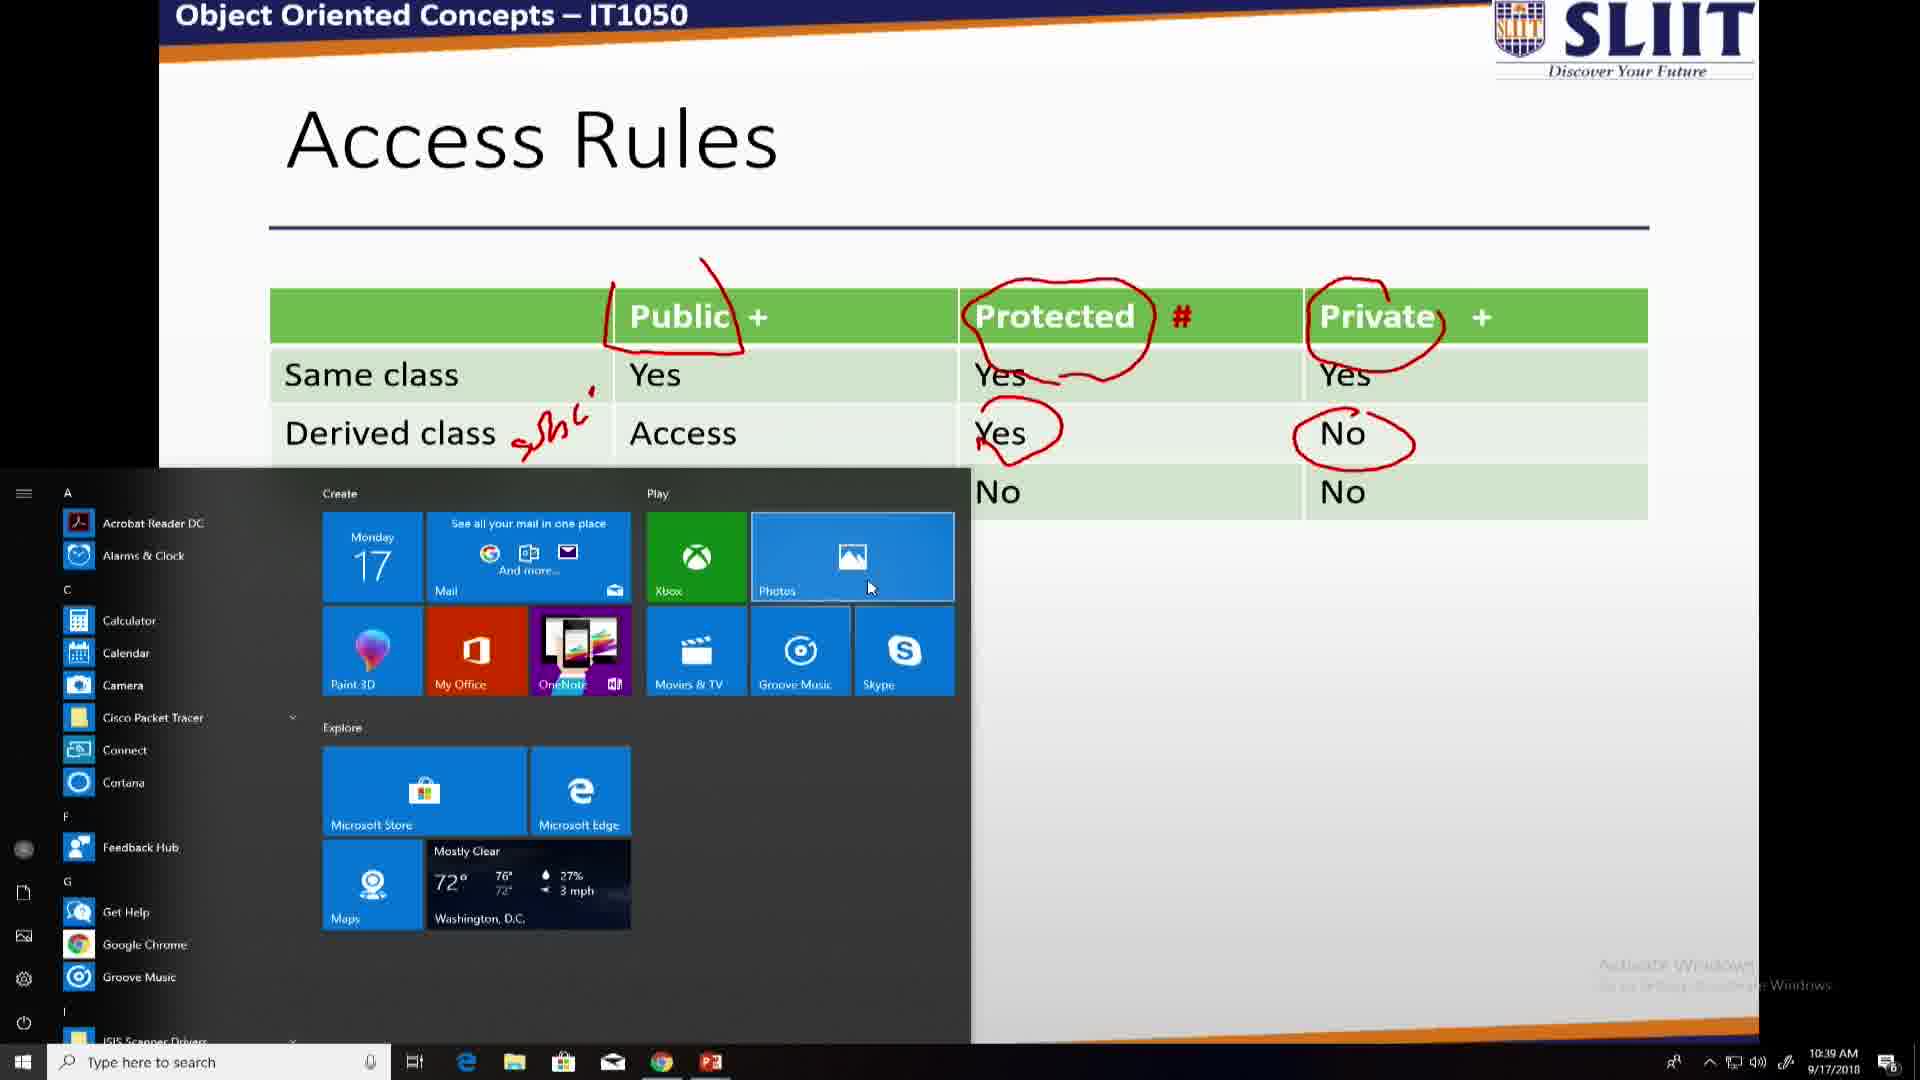 Object Oriented Concepts – IT1050
SLIIT
SLIIT
Discover Your Future
Access Rules
Public + Protected # Private +
Same class Yes Yes Yes
Derived class Access Yes No
No No
A
Acrobat Reader DC
Alarms & Clock
C
Calculator
Calendar
Camera
Cisco Packet Tracer
Connect
Cortana
F
Feedback Hub
G
Get Help
Google Chrome
Groove Music
I
ISIS Scanner Drivers
Create
Monday
17
See all your mail in one place
And more...
Mail
Paint 3D
My Office
OneNote
Play
Xbox
Photos
Movies & TV
Groove Music
Skype
Explore
Microsoft Store
Microsoft Edge
Maps
Mostly Clear
72° 76° 27%
72° 3 mph
Washington, D.C.
Activate Windows
Go to Settings to activate Windows.
Type here to search
10:39 AM
9/17/2018
6